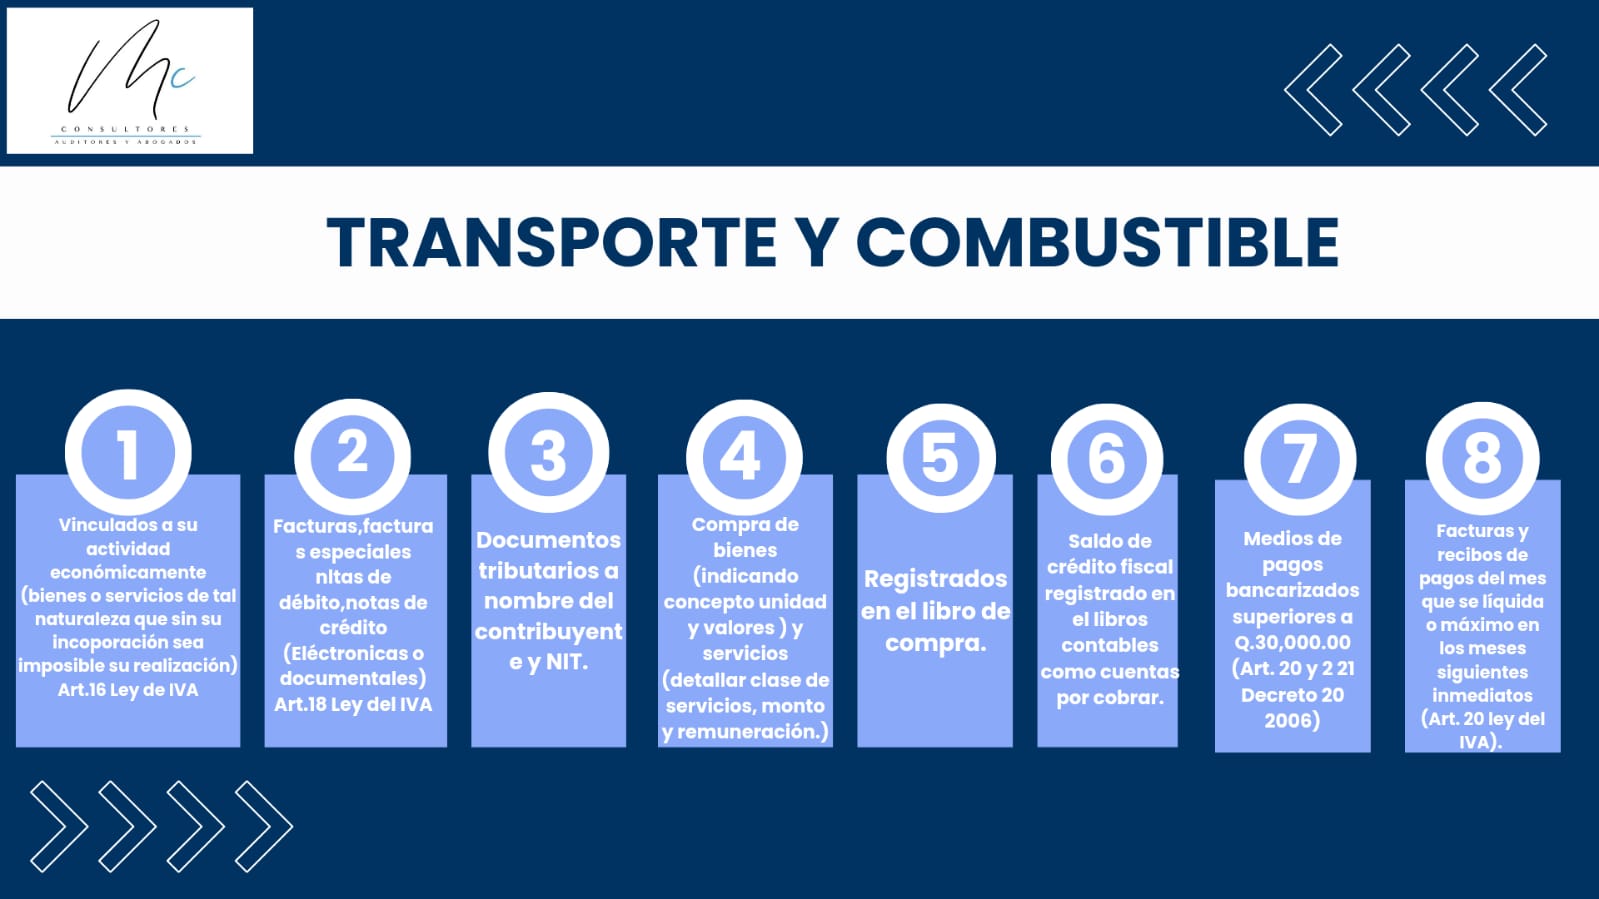 Mc
CONSULTORES
AUDITORES Y ABOGADOS
TRANSPORTE Y COMBUSTIBLE
1
Vinculados a su
actividad
económicamente
(bienes o servicios de tal
naturaleza que sin su
incoporación sea
imposible su realización)
Art.16 Ley de IVA
2
Facturas,factura
s especiales
nltas de
débito,notas de
crédito
(Eléctronicas o
documentales)
Art.18 Ley del IVA
3
Documentos
tributarios a
nombre del
contribuyent
e y NIT.
4
Compra de
bienes
(indicando
concepto unidad
y valores ) y
servicios
(detallar clase de
servicios, monto
y remuneración.)
5
Registrados
en el libro de
compra.
6
Saldo de
crédito fiscal
registrado en
el libros
contables
como cuentas
por cobrar.
7
Medios de
pagos
bancarizados
superiores a
Q.30,000.00
(Art. 20 y 2 21
Decreto 20
2006)
8
Facturas y
recibos de
pagos del mes
que se líquida
o máximo en
los meses
siguientes
inmediatos
(Art. 20 ley del
IVA).